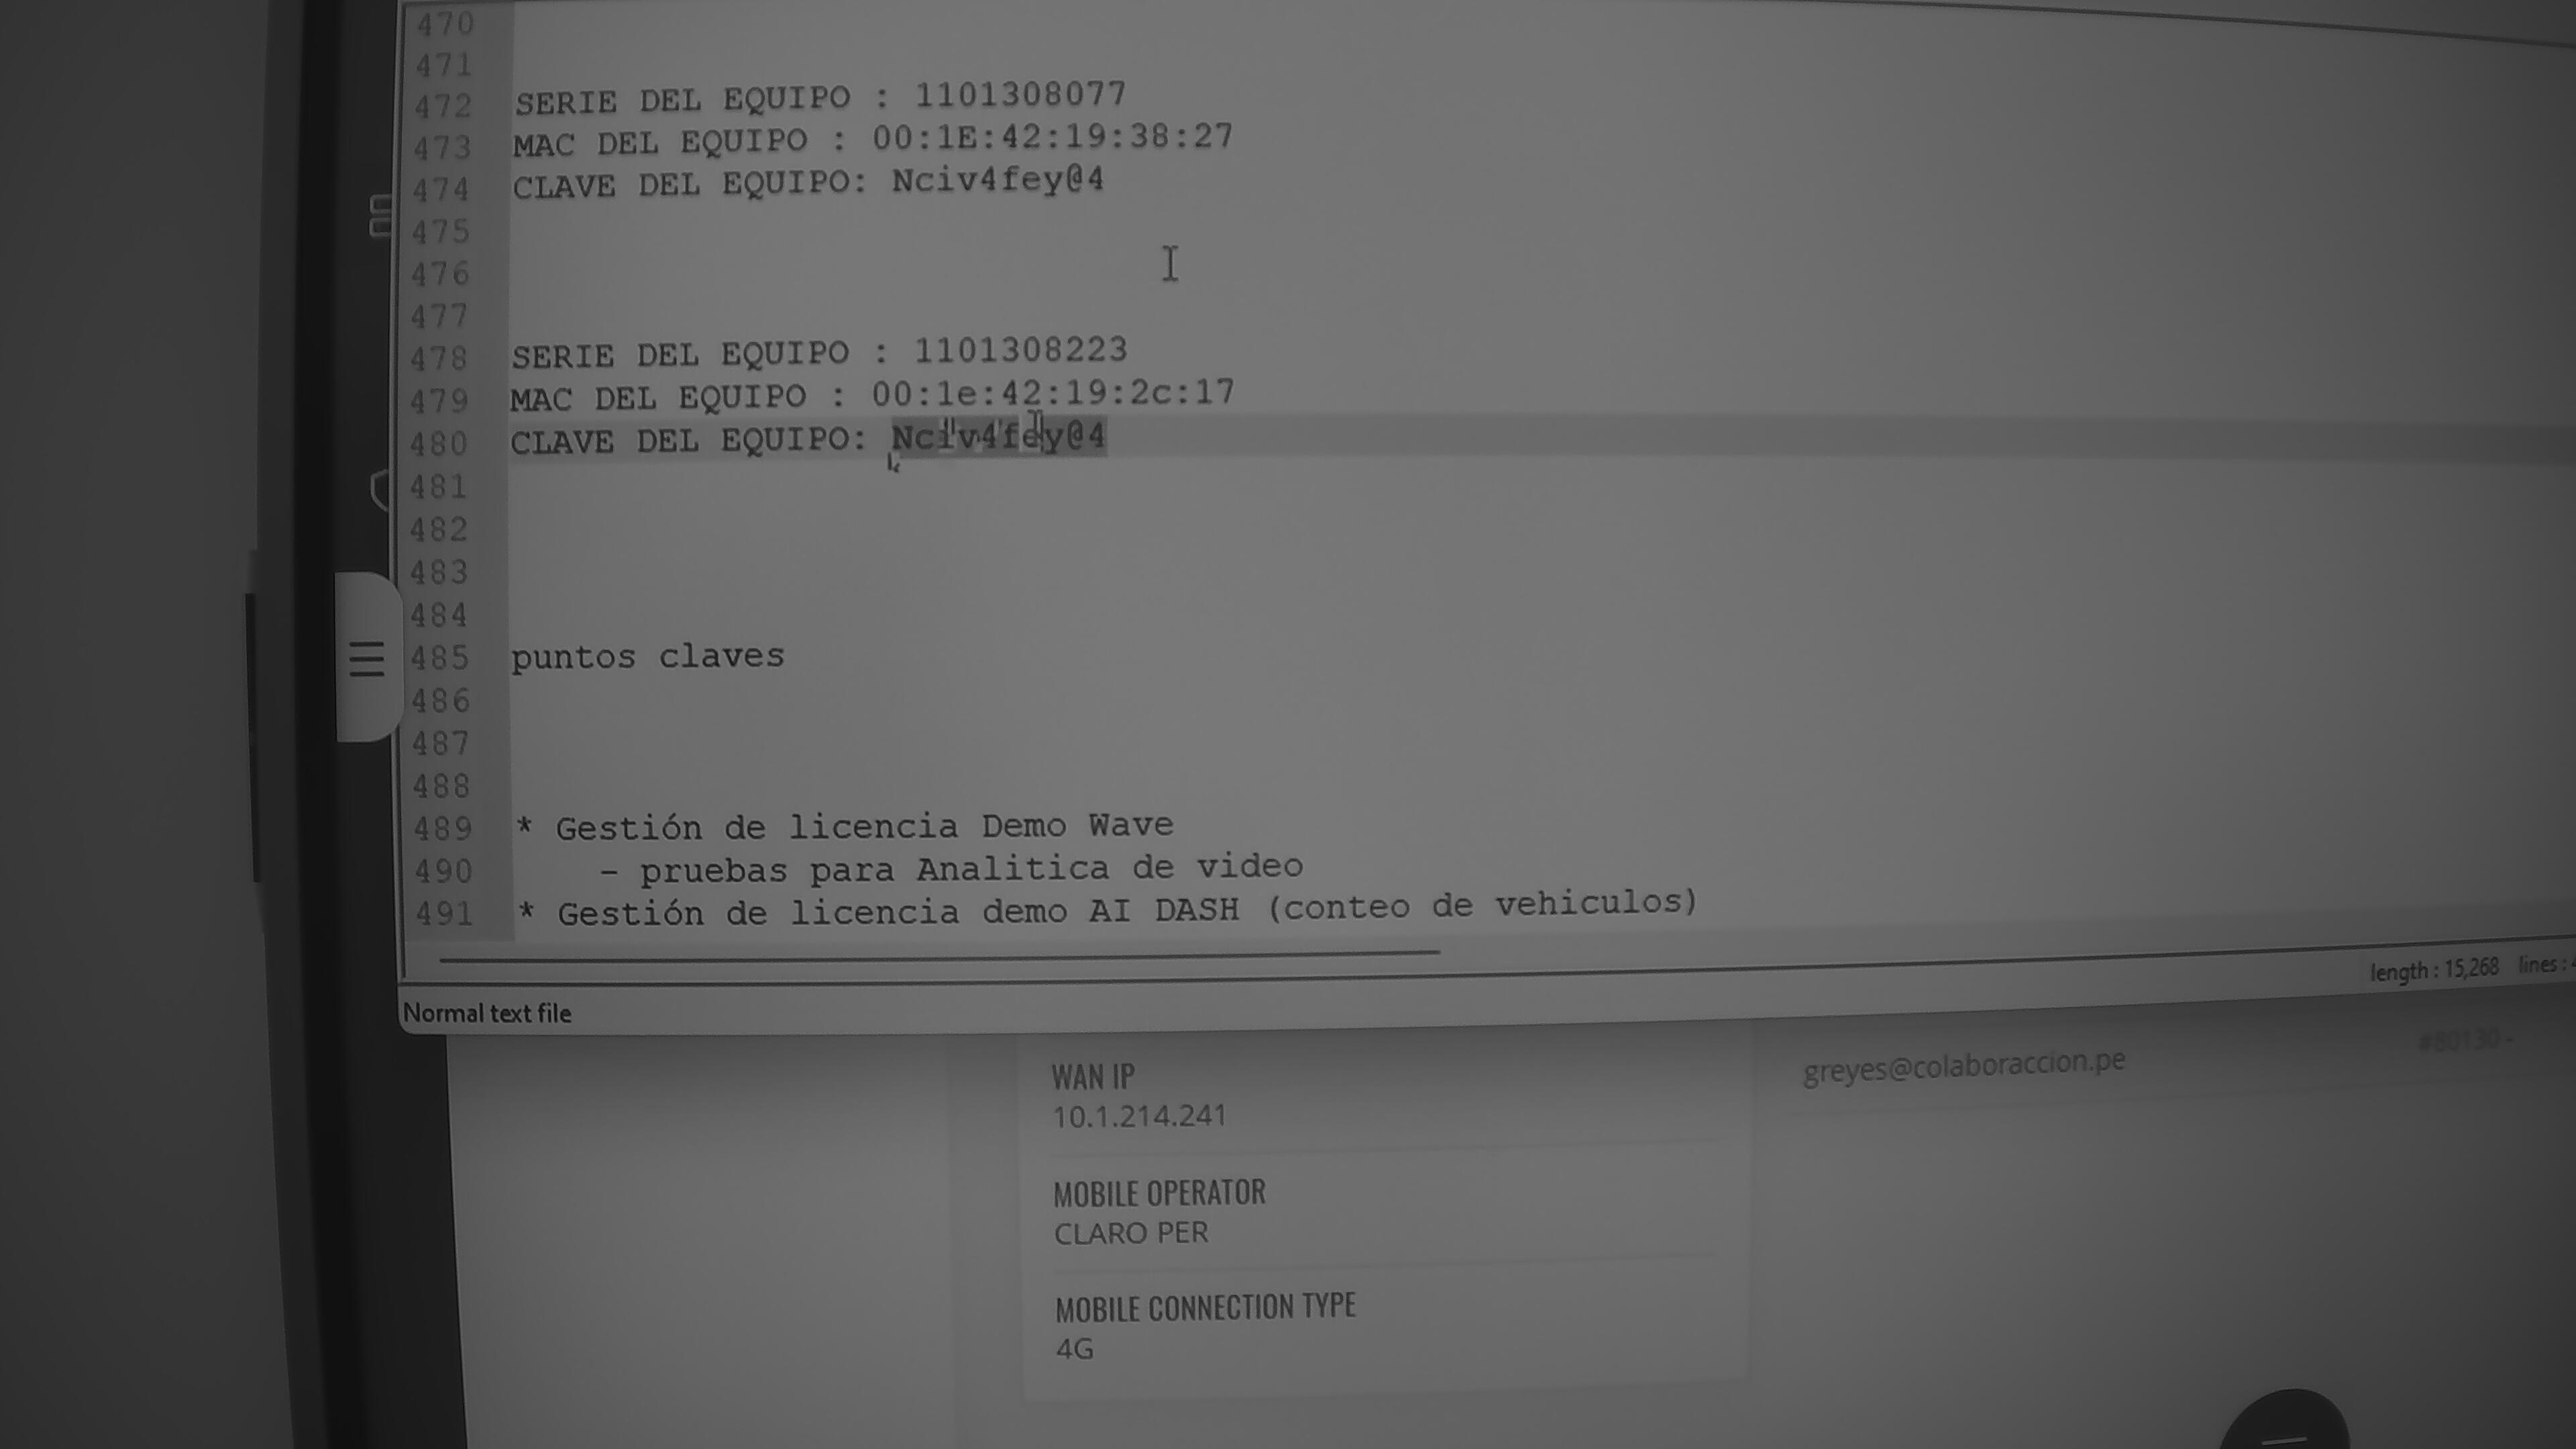 470
471
472 SERIE DEL EQUIPO : 1101308077
473 MAC DEL EQUIPO : 00:1E:42:19:38:27
474 CLAVE DEL EQUIPO: Nciv4fey@4
475
476
477
478 SERIE DEL EQUIPO : 1101308223
479 MAC DEL EQUIPO : 00:1e:42:19:2c:17
480 CLAVE DEL EQUIPO: Nciv4fey@4
481
482
483
484
485 puntos claves
486
487
488
489 * Gestión de licencia Demo Wave
490 - pruebas para Analitica de video
491 * Gestión de licencia demo AI DASH (conteo de vehiculos)
length : 15,268 lines :
Normal text file
WAN IP
10.1.214.241
greyes@colaboraccion.pe
#80130-
MOBILE OPERATOR
CLARO PER
MOBILE CONNECTION TYPE
4G